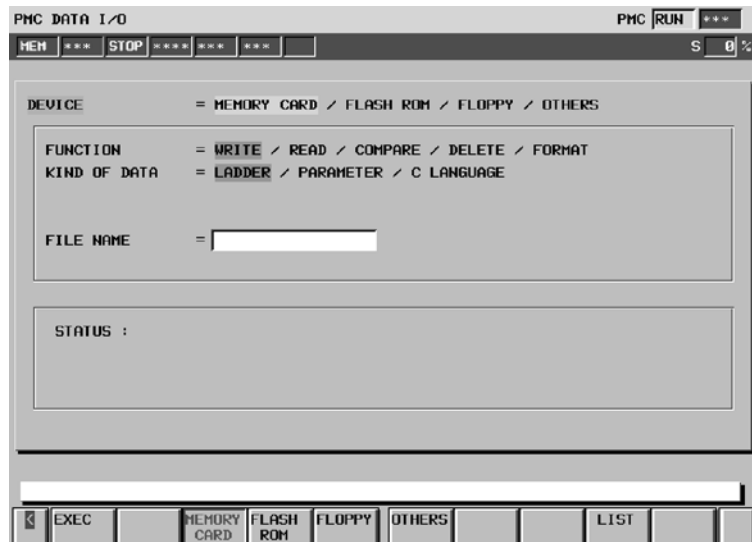 PMC DATA I/O PMC RUN ***
MEM *** STOP **** *** *** S 0 %
DEVICE = MEMORY CARD / FLASH ROM / FLOPPY / OTHERS
FUNCTION = WRITE / READ / COMPARE / DELETE / FORMAT
KIND OF DATA = LADDER / PARAMETER / C LANGUAGE
FILE NAME =
STATUS :
< EXEC MEMORY CARD FLASH ROM FLOPPY OTHERS LIST